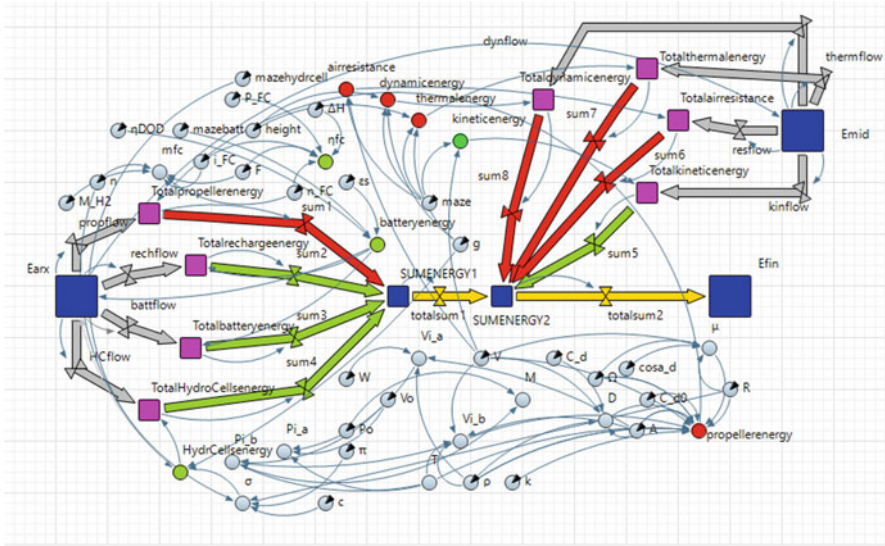 dynflow
thermflow
airresistance
Totalthermalenergy
mazehydrcell
dynamicenergy
Totaldynamicenergy
P_FC
thermalenergy
Totalairresistance
ΔH
kineticenergy
sum7
ηDOD
mazebatt
height
ηfc
Emid
mfc
resflow
sum6
i_FC
F
Totalkineticenergy
n
εs
sum8
Totalpropellerenergy
n_FC
M_H2
maze
kinflow
propflow
sum1
batteryenergy
Totalrechargeenergy
g
sum5
rechflow
sum2
Earx
SUMENERGY1
Efin
battflow
sum3
totalsum1
totalsum2
Totalbatteryenergy
SUMENERGY2
μ
Vi_a
HCflow
sum4
V
C_d
cosa_d
W
Ω
TotalHydroCellsenergy
M
R
Vo
D
C_d0
Vi_b
Pi_a
Po
A
propellerenergy
Pi_b
HydrCellsenergy
π
T
σ
ρ
k
c